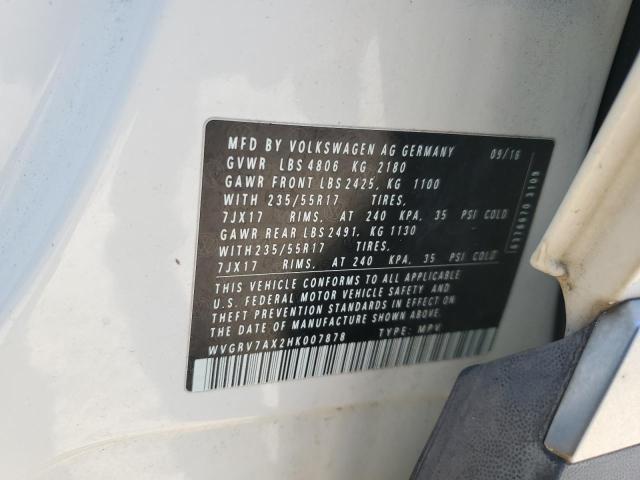 MFD BY VOLKSWAGEN AG GERMANY 09/16
GVWR LBS 4806 KG 2180
GAWR FRONT LBS 2425, KG 1100
WITH 235/55R17 TIRES,
7JX17 RIMS, AT 240 KPA, 35 PSI COLD
GAWR REAR LBS 2491, KG 1130
WITH 235/55R17 TIRES,
7JX17 RIMS, AT 240 KPA, 35 PSI COLD
THIS VEHICLE CONFORMS TO ALL APPLICABLE
U.S. FEDERAL MOTOR VEHICLE SAFETY AND
THEFT PREVENTION STANDARDS IN EFFECT ON
THE DATE OF MANUFACTURE SHOWN ABOVE.
WVGRV7AX2HK007878 TYPE: MPV